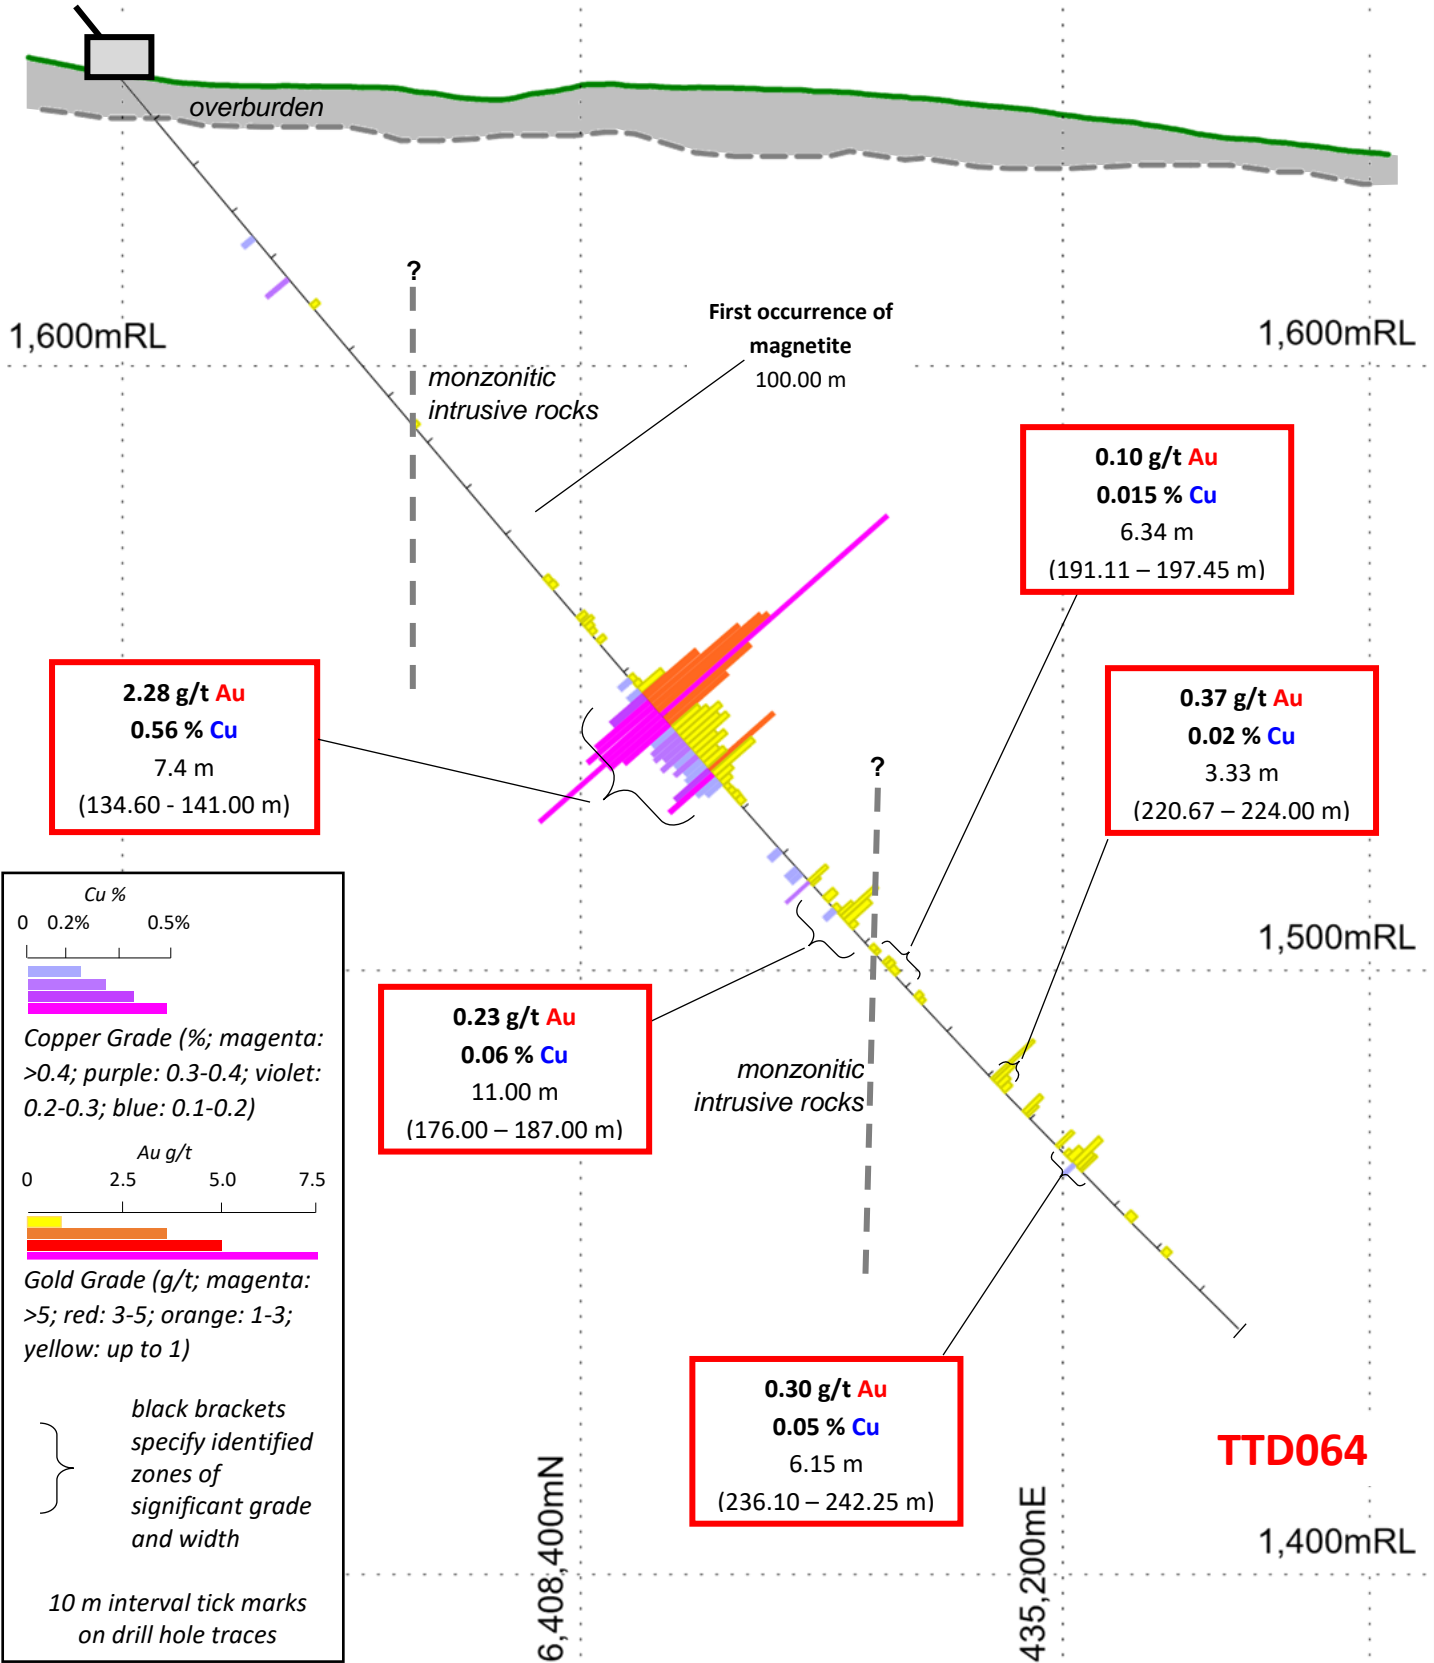 overburden
?
1,600mRL
First occurrence of
magnetite
100.00 m
1,600mRL
monzonitic
intrusive rocks
0.10 g/t Au
0.015 % Cu
6.34 m
(191.11 – 197.45 m)
2.28 g/t Au
0.56 % Cu
7.4 m
(134.60 - 141.00 m)
0.37 g/t Au
0.02 % Cu
3.33 m
(220.67 – 224.00 m)
?
1,500mRL
0.23 g/t Au
0.06 % Cu
11.00 m
(176.00 – 187.00 m)
monzonitic
intrusive rocks
Cu %
0 0.2% 0.5%
Copper Grade (%; magenta:
>0.4; purple: 0.3-0.4; violet:
0.2-0.3; blue: 0.1-0.2)
Au g/t
0 2.5 5.0 7.5
Gold Grade (g/t; magenta:
>5; red: 3-5; orange: 1-3;
yellow: up to 1)
black brackets
specify identified
zones of
significant grade
and width
10 m interval tick marks
on drill hole traces
0.30 g/t Au
0.05 % Cu
6.15 m
(236.10 – 242.25 m)
TTD064
6,408,400mN
435,200mE
1,400mRL